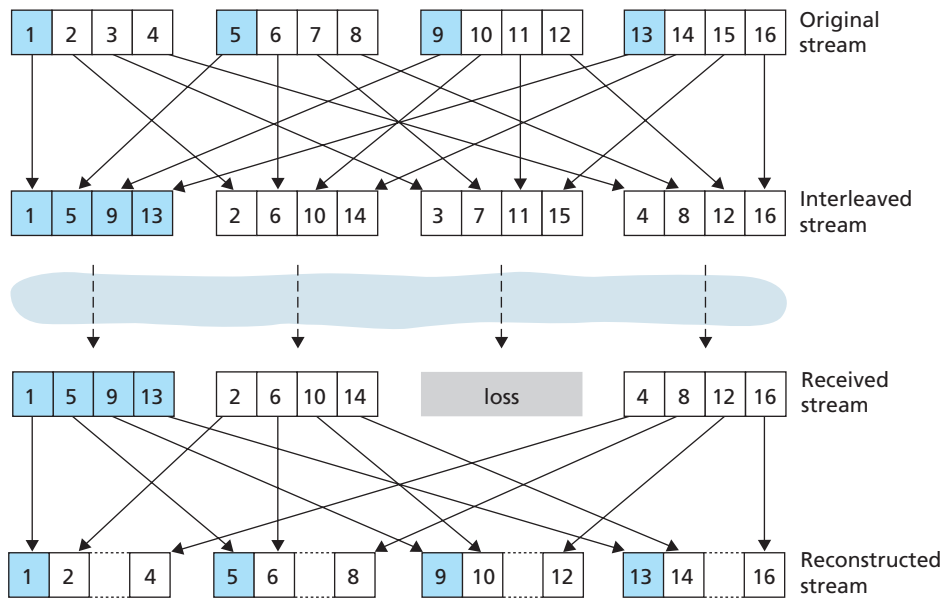 1 2 3 4 5 6 7 8 9 10 11 12 13 14 15 16 Original
stream
1 5 9 13 2 6 10 14 3 7 11 15 4 8 12 16 Interleaved
stream
1 5 9 13 2 6 10 14 loss 4 8 12 16 Received
stream
1 2 4 5 6 8 9 10 12 13 14 16 Reconstructed
stream